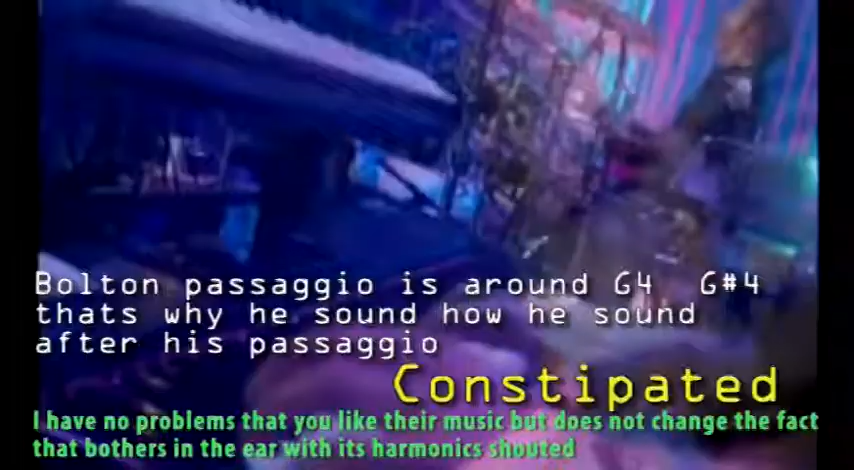 Bolton passaggio is around G4 G#4
thats why he sound how he sound
after his passaggio
Constipated
I have no problems that you like their music but does not change the fact
that bothers in the ear with its harmonics shouted